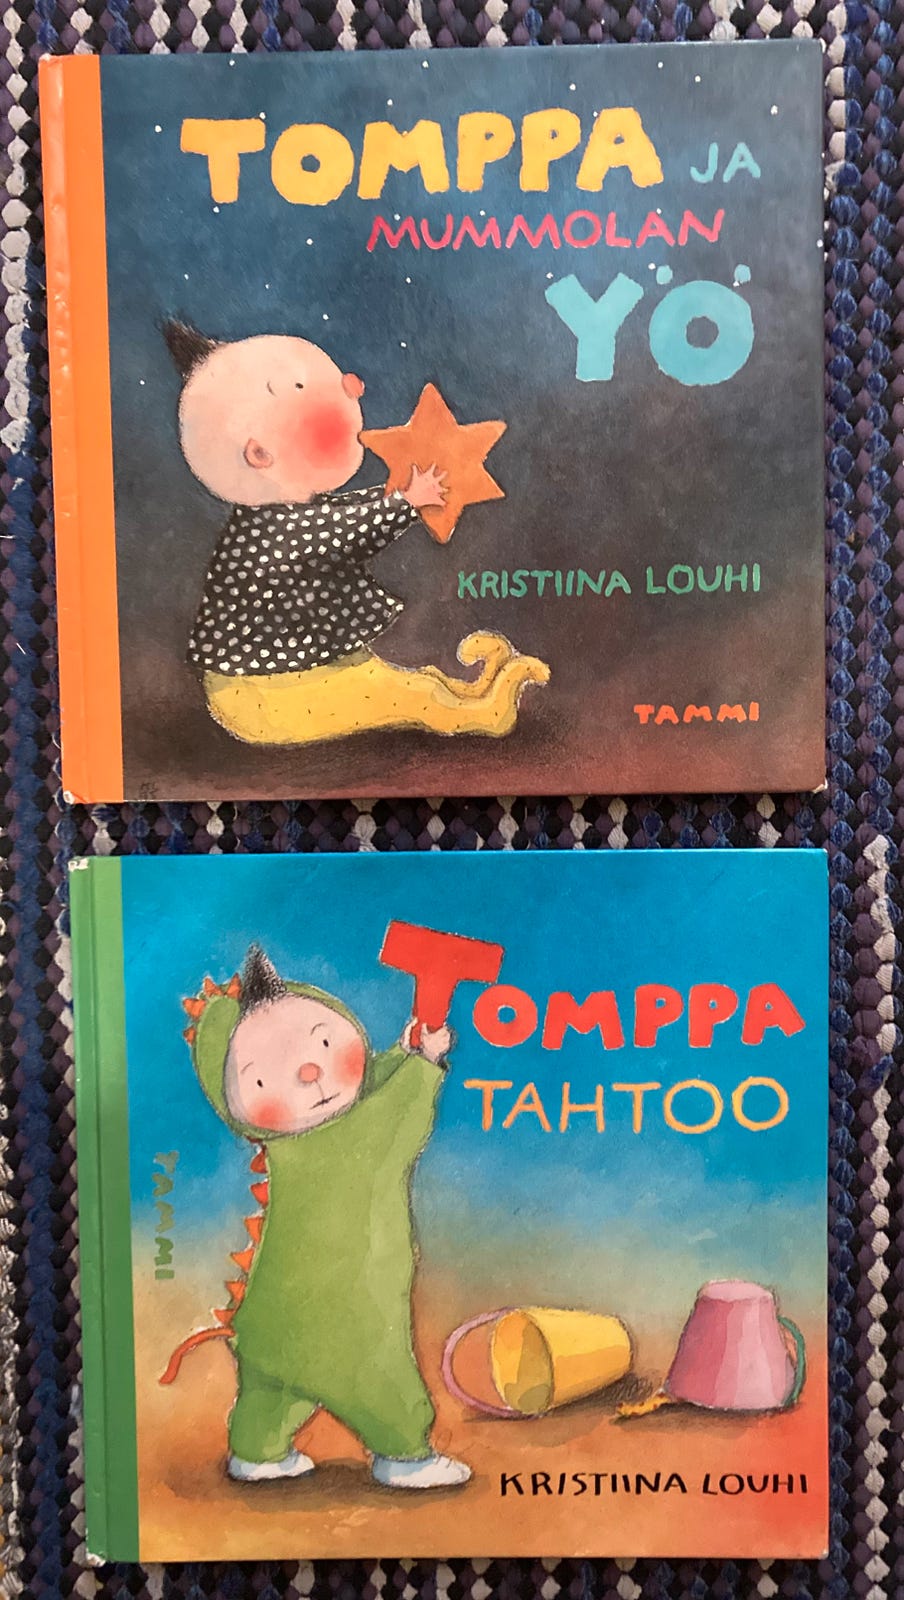 TOMPPA JA
MUMMOLAN
YÖ
KRISTIINA LOUHI
TAMMI
TOMPPA
TAHTOO
TAMMI
KRISTIINA LOUHI